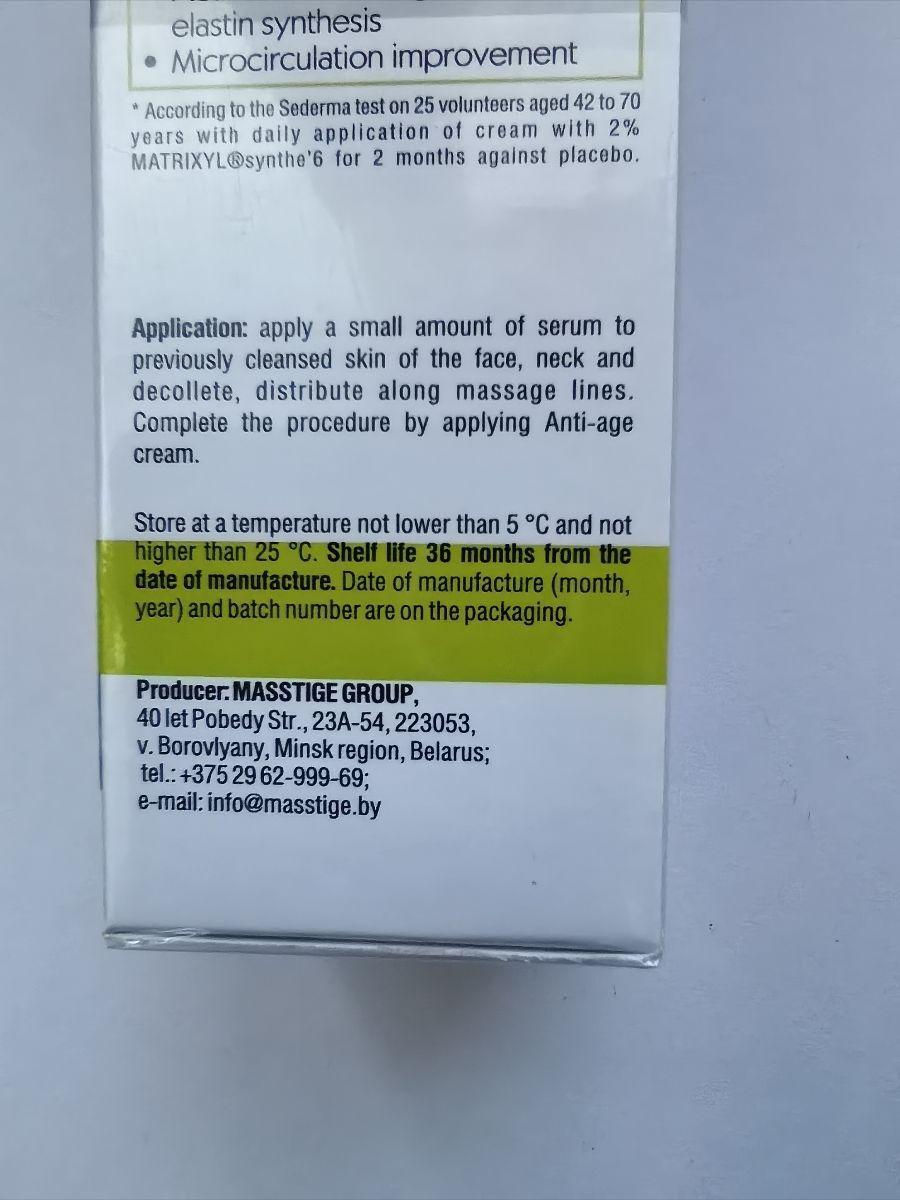 elastin synthesis
• Microcirculation improvement
* According to the Sederma test on 25 volunteers aged 42 to 70
years with daily application of cream with 2%
MATRIXYL®synthe'6 for 2 months against placebo.
Application: apply a small amount of serum to
previously cleansed skin of the face, neck and
decollete, distribute along massage lines.
Complete the procedure by applying Anti-age
cream.
Store at a temperature not lower than 5 °C and not
higher than 25 °C. Shelf life 36 months from the
date of manufacture. Date of manufacture (month,
year) and batch number are on the packaging.
Producer: MASSTIGE GROUP,
40 let Pobedy Str., 23A-54, 223053,
v. Borovlyany, Minsk region, Belarus;
tel.: +375 29 62-999-69;
e-mail: info@masstige.by